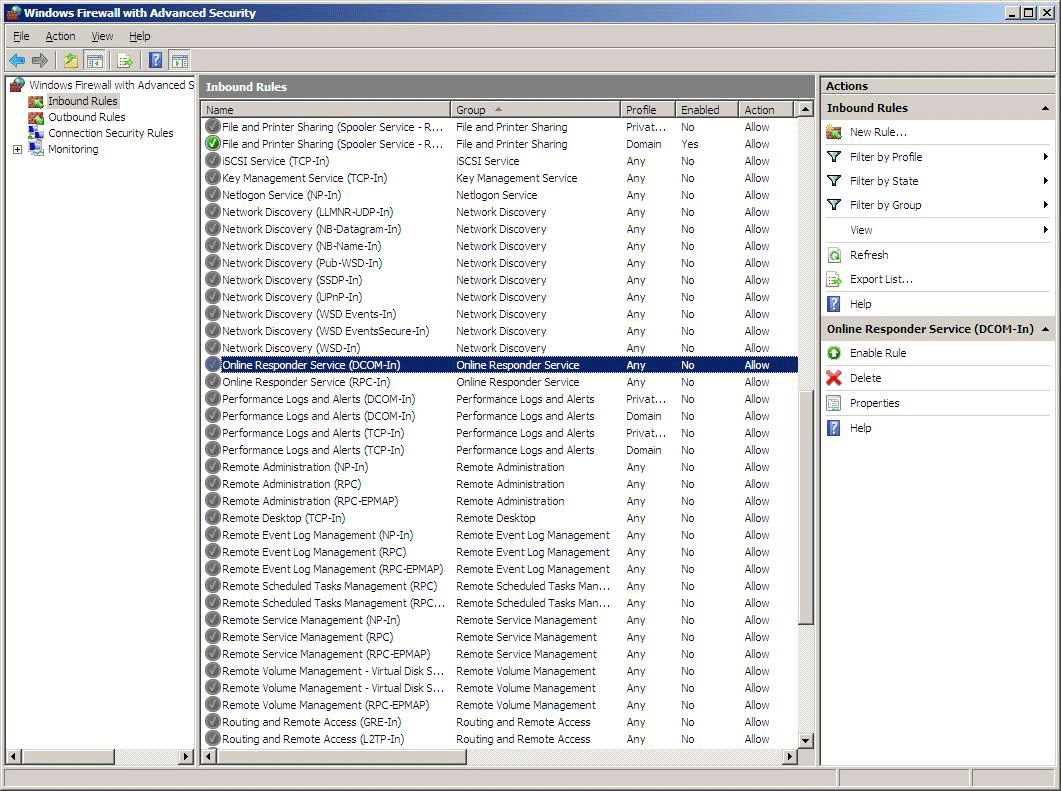 Windows Firewall with Advanced Security
File Action View Help
Windows Firewall with Advanced S
Inbound Rules
Outbound Rules
Connection Security Rules
Monitoring
Inbound Rules
Name Group Profile Enabled Action
File and Printer Sharing (Spooler Service - R... File and Printer Sharing Privat... No Allow
File and Printer Sharing (Spooler Service - R... File and Printer Sharing Domain Yes Allow
iSCSI Service (TCP-In) iSCSI Service Any No Allow
Key Management Service (TCP-In) Key Management Service Any No Allow
Netlogon Service (NP-In) Netlogon Service Any No Allow
Network Discovery (LLMNR-UDP-In) Network Discovery Any No Allow
Network Discovery (NB-Datagram-In) Network Discovery Any No Allow
Network Discovery (NB-Name-In) Network Discovery Any No Allow
Network Discovery (Pub-WSD-In) Network Discovery Any No Allow
Network Discovery (SSDP-In) Network Discovery Any No Allow
Network Discovery (UPnP-In) Network Discovery Any No Allow
Network Discovery (WSD Events-In) Network Discovery Any No Allow
Network Discovery (WSD EventsSecure-In) Network Discovery Any No Allow
Network Discovery (WSD-In) Network Discovery Any No Allow
Online Responder Service (DCOM-In) Online Responder Service Any No Allow
Online Responder Service (RPC-In) Online Responder Service Any No Allow
Performance Logs and Alerts (DCOM-In) Performance Logs and Alerts Privat... No Allow
Performance Logs and Alerts (DCOM-In) Performance Logs and Alerts Domain No Allow
Performance Logs and Alerts (TCP-In) Performance Logs and Alerts Privat... No Allow
Performance Logs and Alerts (TCP-In) Performance Logs and Alerts Domain No Allow
Remote Administration (NP-In) Remote Administration Any No Allow
Remote Administration (RPC) Remote Administration Any No Allow
Remote Administration (RPC-EPMAP) Remote Administration Any No Allow
Remote Desktop (TCP-In) Remote Desktop Any No Allow
Remote Event Log Management (NP-In) Remote Event Log Management Any No Allow
Remote Event Log Management (RPC) Remote Event Log Management Any No Allow
Remote Event Log Management (RPC-EPMAP) Remote Event Log Management Any No Allow
Remote Scheduled Tasks Management (RPC) Remote Scheduled Tasks Man... Any No Allow
Remote Scheduled Tasks Management (RPC... Remote Scheduled Tasks Man... Any No Allow
Remote Service Management (NP-In) Remote Service Management Any No Allow
Remote Service Management (RPC) Remote Service Management Any No Allow
Remote Service Management (RPC-EPMAP) Remote Service Management Any No Allow
Remote Volume Management - Virtual Disk S... Remote Volume Management Any No Allow
Remote Volume Management - Virtual Disk S... Remote Volume Management Any No Allow
Remote Volume Management (RPC-EPMAP) Remote Volume Management Any No Allow
Routing and Remote Access (GRE-In) Routing and Remote Access Any No Allow
Routing and Remote Access (L2TP-In) Routing and Remote Access Any No Allow
Actions
Inbound Rules
New Rule...
Filter by Profile
Filter by State
Filter by Group
View
Refresh
Export List...
Help
Online Responder Service (DCOM-In)
Enable Rule
Delete
Properties
Help